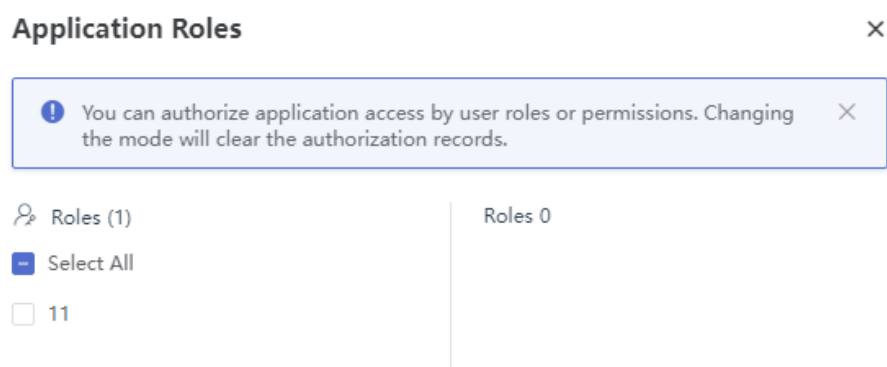 Application Roles
You can authorize application access by user roles or permissions. Changing
the mode will clear the authorization records.
Roles (1)
Roles 0
Select All
11